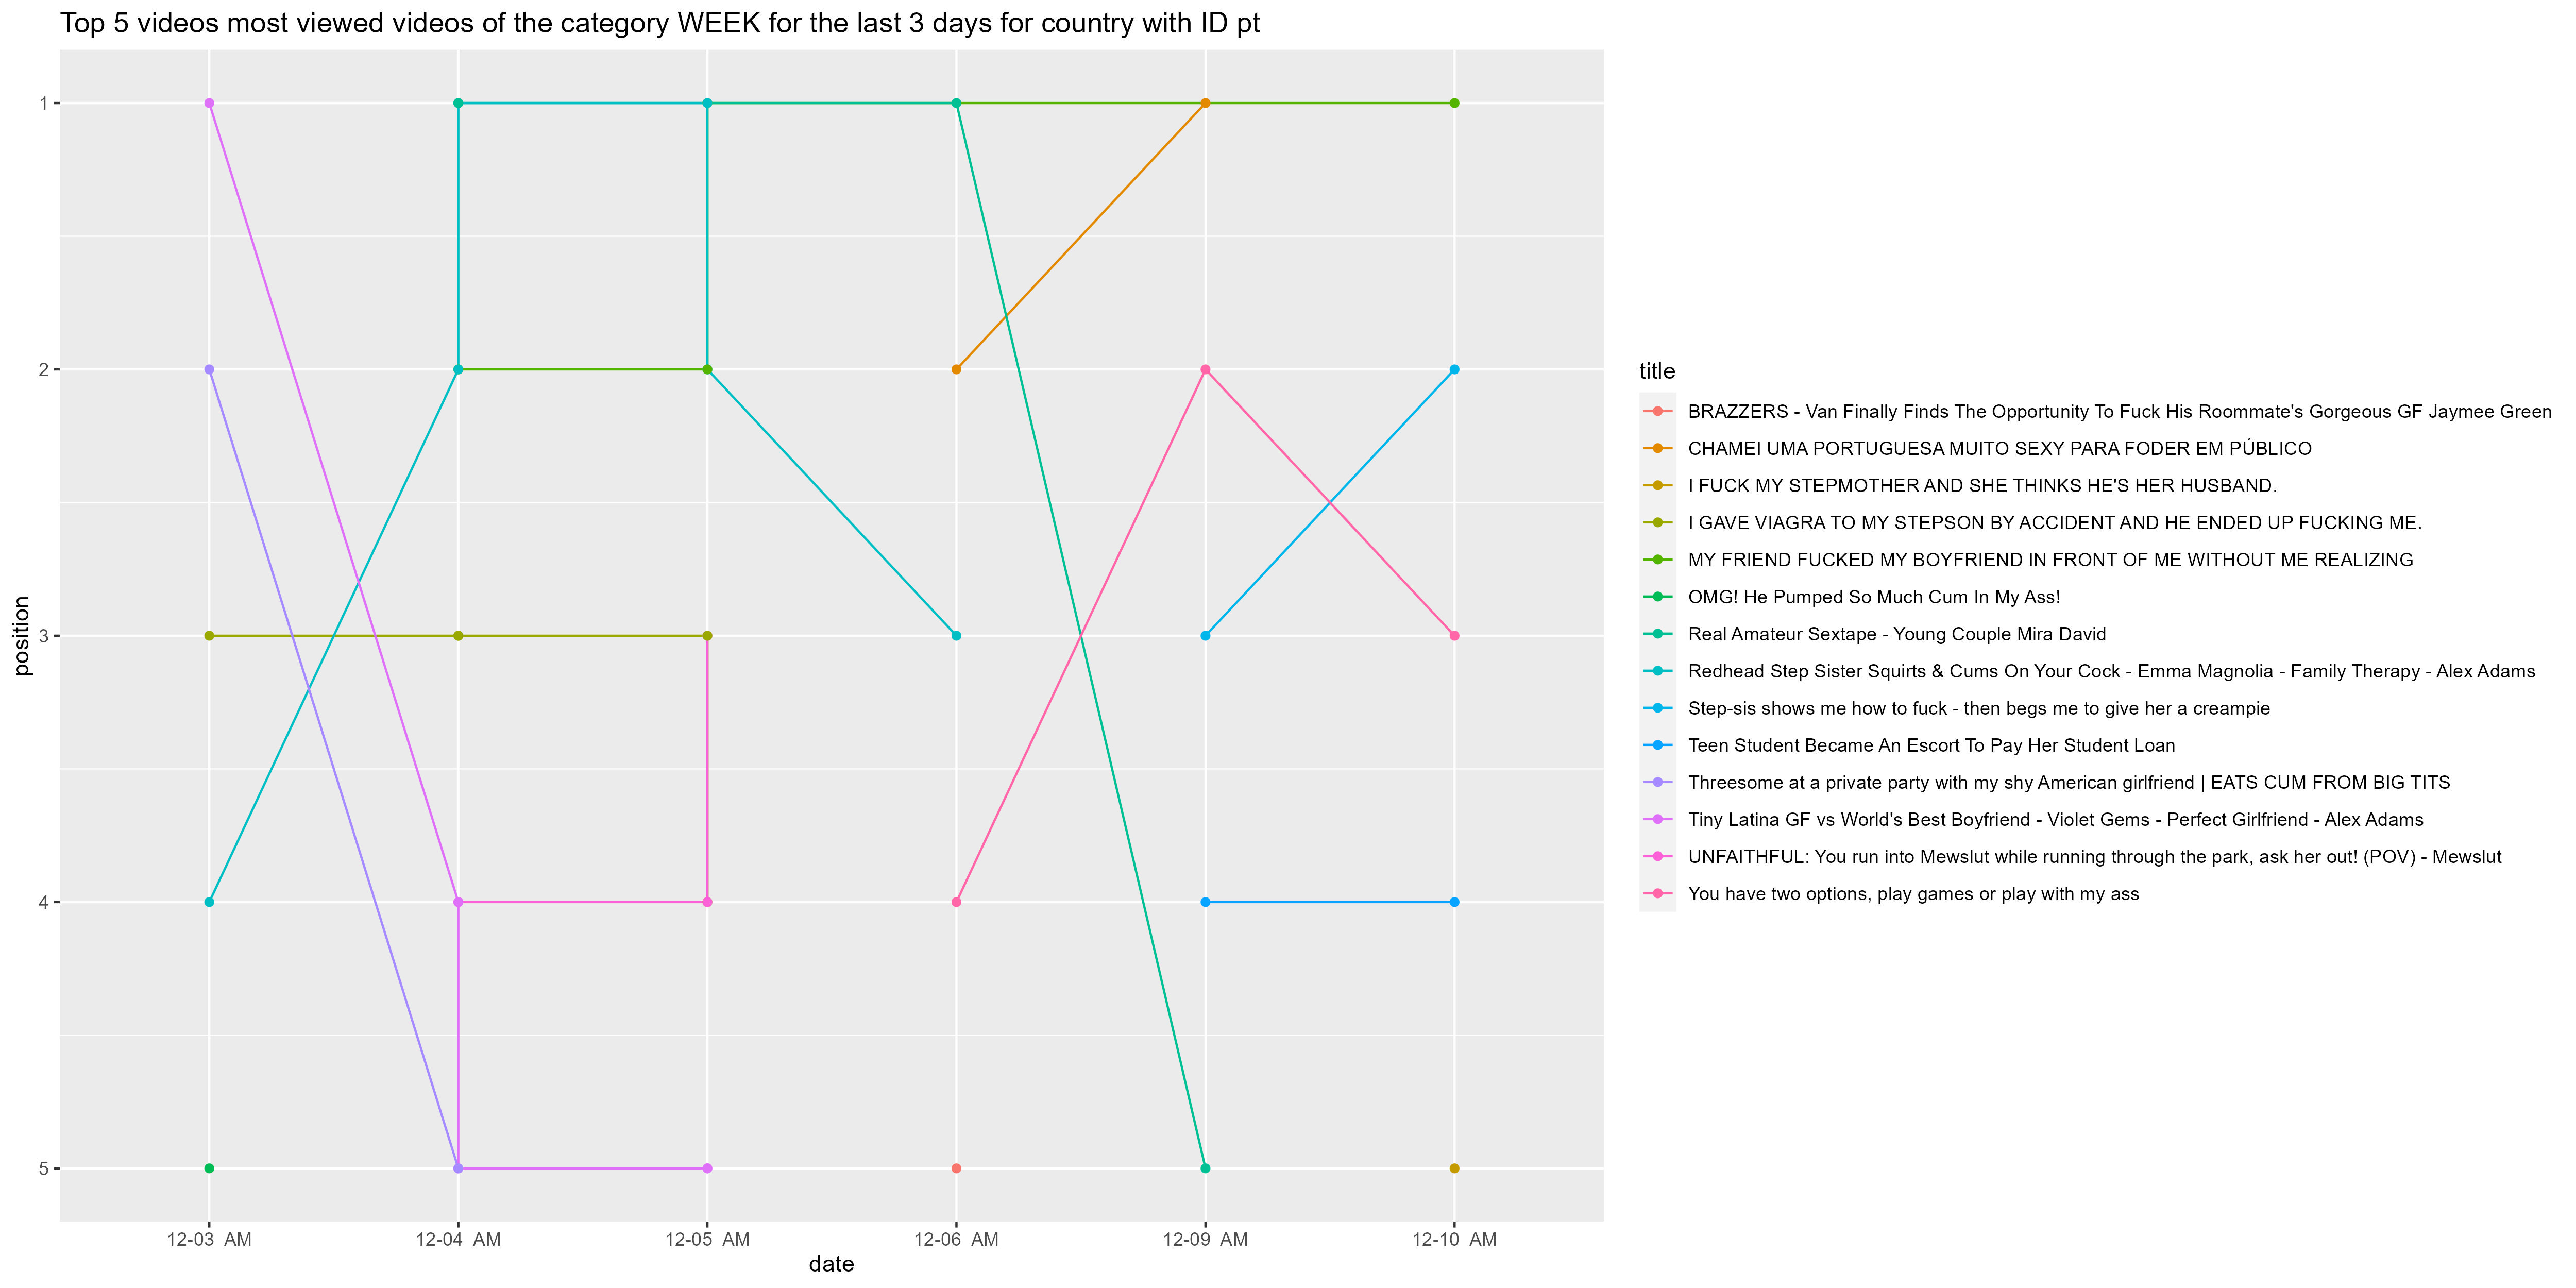 Top 5 videos most viewed videos of the category WEEK for the last 3 days for country with ID pt
position
1
2
3
4
5
12-03 AM
12-04 AM
12-05 AM
12-06 AM
12-09 AM
12-10 AM
date
title
BRAZZERS - Van Finally Finds The Opportunity To Fuck His Roommate's Gorgeous GF Jaymee Green
CHAMEI UMA PORTUGUESA MUITO SEXY PARA FODER EM PÚBLICO
I FUCK MY STEPMOTHER AND SHE THINKS HE'S HER HUSBAND.
I GAVE VIAGRA TO MY STEPSON BY ACCIDENT AND HE ENDED UP FUCKING ME.
MY FRIEND FUCKED MY BOYFRIEND IN FRONT OF ME WITHOUT ME REALIZING
OMG! He Pumped So Much Cum In My Ass!
Real Amateur Sextape - Young Couple Mira David
Redhead Step Sister Squirts & Cums On Your Cock - Emma Magnolia - Family Therapy - Alex Adams
Step-sis shows me how to fuck - then begs me to give her a creampie
Teen Student Became An Escort To Pay Her Student Loan
Threesome at a private party with my shy American girlfriend | EATS CUM FROM BIG TITS
Tiny Latina GF vs World's Best Boyfriend - Violet Gems - Perfect Girlfriend - Alex Adams
UNFAITHFUL: You run into Mewslut while running through the park, ask her out! (POV) - Mewslut
You have two options, play games or play with my ass